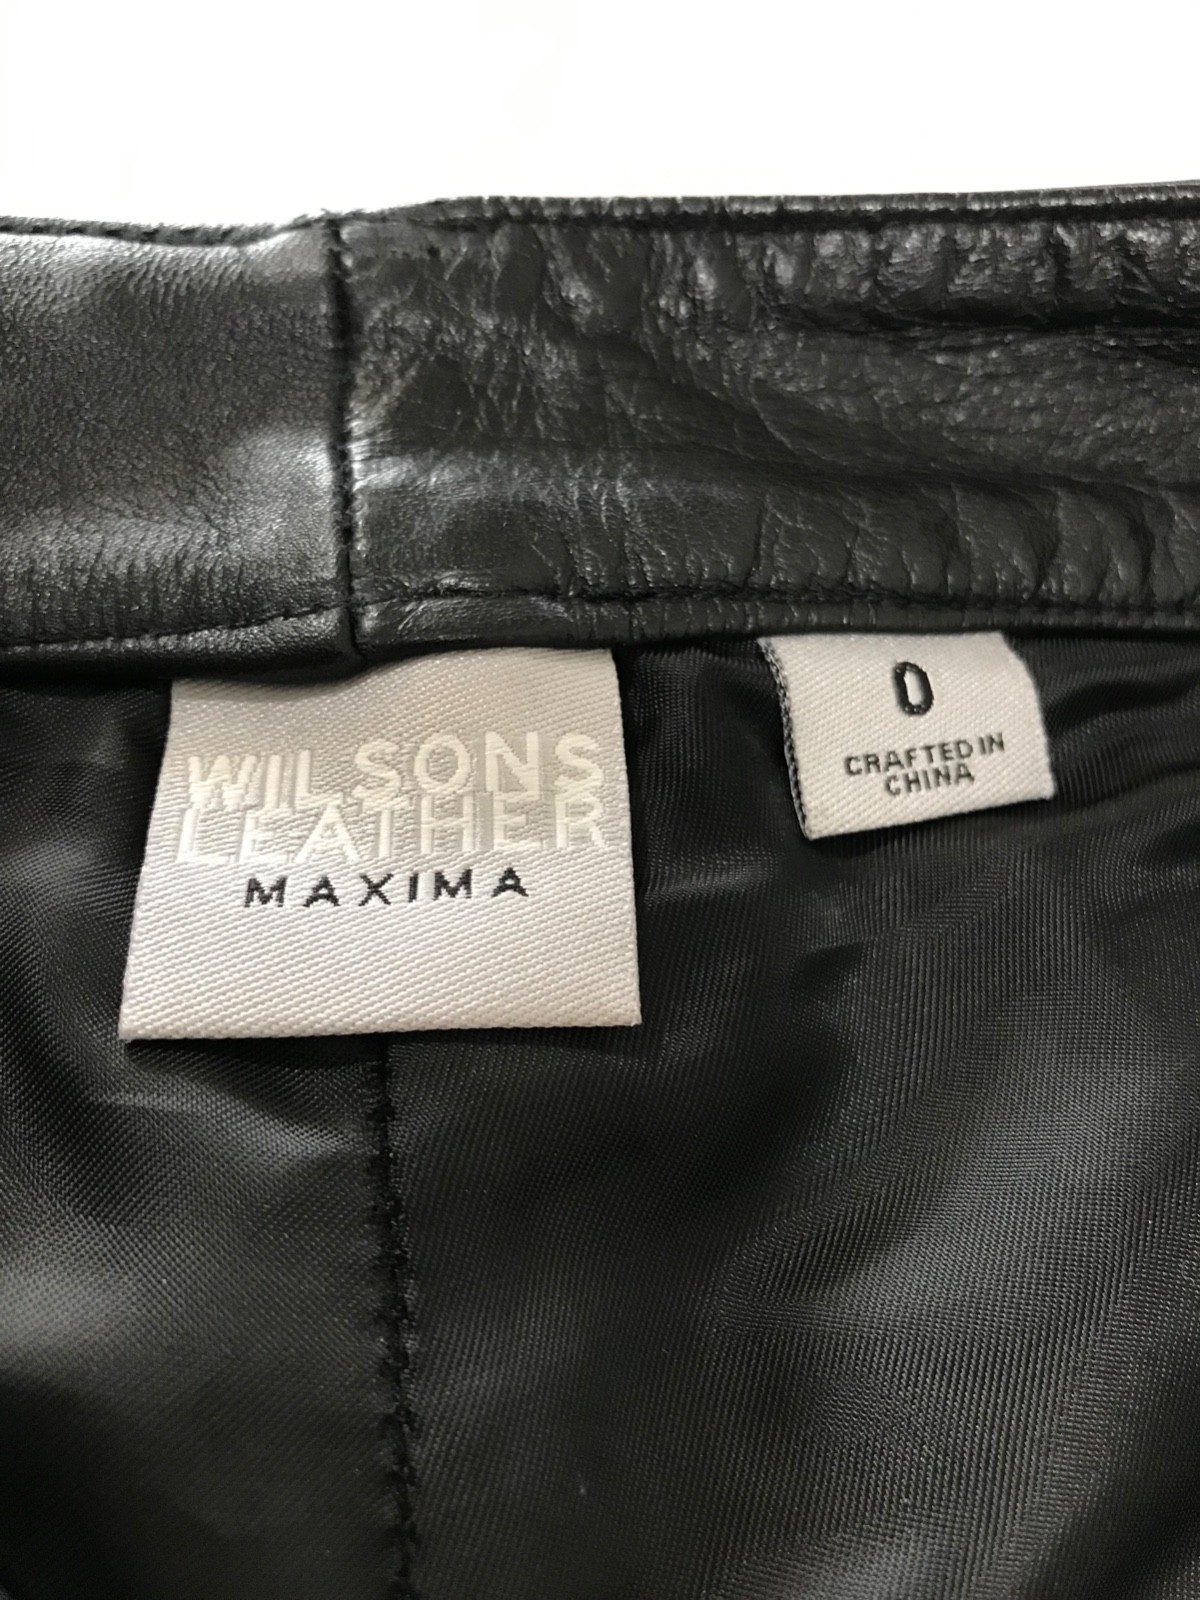 WILSONS
LEATHER
MAXIMA
0
CRAFTED IN
CHINA